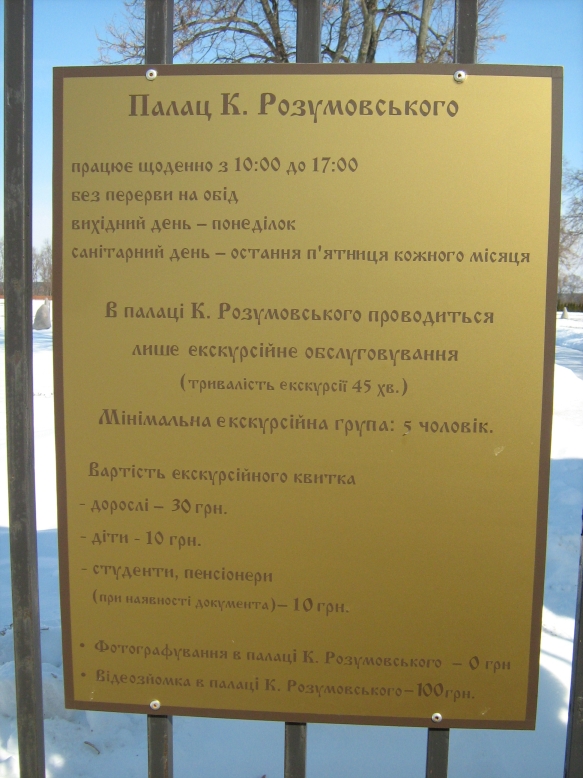 Палац К. Розумовського
працює щоденно з 10:00 до 17:00
без перерви на обід
вихідний день – понеділок
санітарний день – остання п'ятниця кожного місяця
В палаці К. Розумовського проводиться
лише екскурсійне обслуговування
(тривалість екскурсії 45 хв.)
Мінімальна екскурсійна група: 5 чоловік.
Вартість екскурсійного квитка
- дорослі – 30 грн.
- діти - 10 грн.
- студенти, пенсіонери
(при наявності документа) – 10 грн.
• Фотографування в палаці К. Розумовського – 0 грн
• Відеозйомка в палаці К. Розумовського – 100 грн.